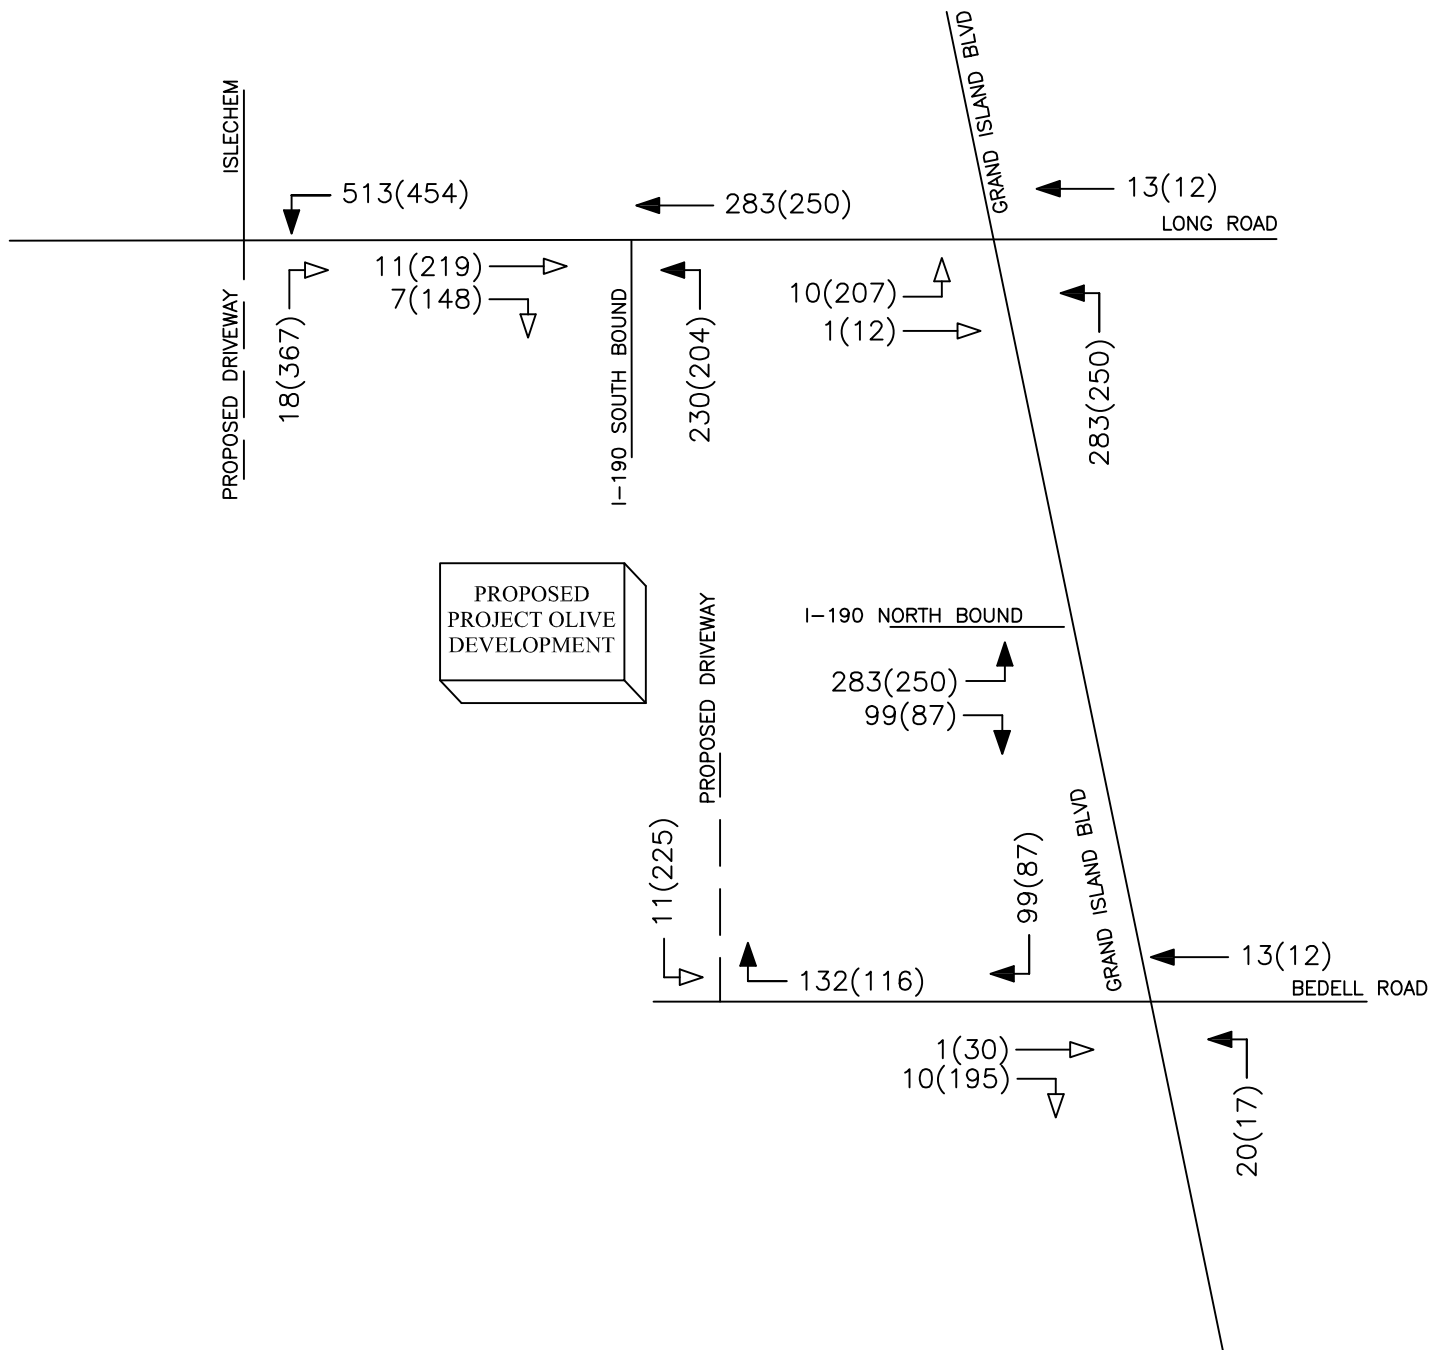 GRAND ISLAND BLVD
ISLECHEM
513(454)
283(250)
13(12)
LONG ROAD
11(219)
7(148)
10(207)
1(12)
PROPOSED DRIVEWAY
18(367)
I-190 SOUTH BOUND
230(204)
283(250)
PROPOSED
PROJECT OLIVE
DEVELOPMENT
PROPOSED DRIVEWAY
I-190 NORTH BOUND
283(250)
99(87)
11(225)
99(87)
GRAND ISLAND BLVD
132(116)
13(12)
BEDELL ROAD
1(30)
10(195)
20(17)